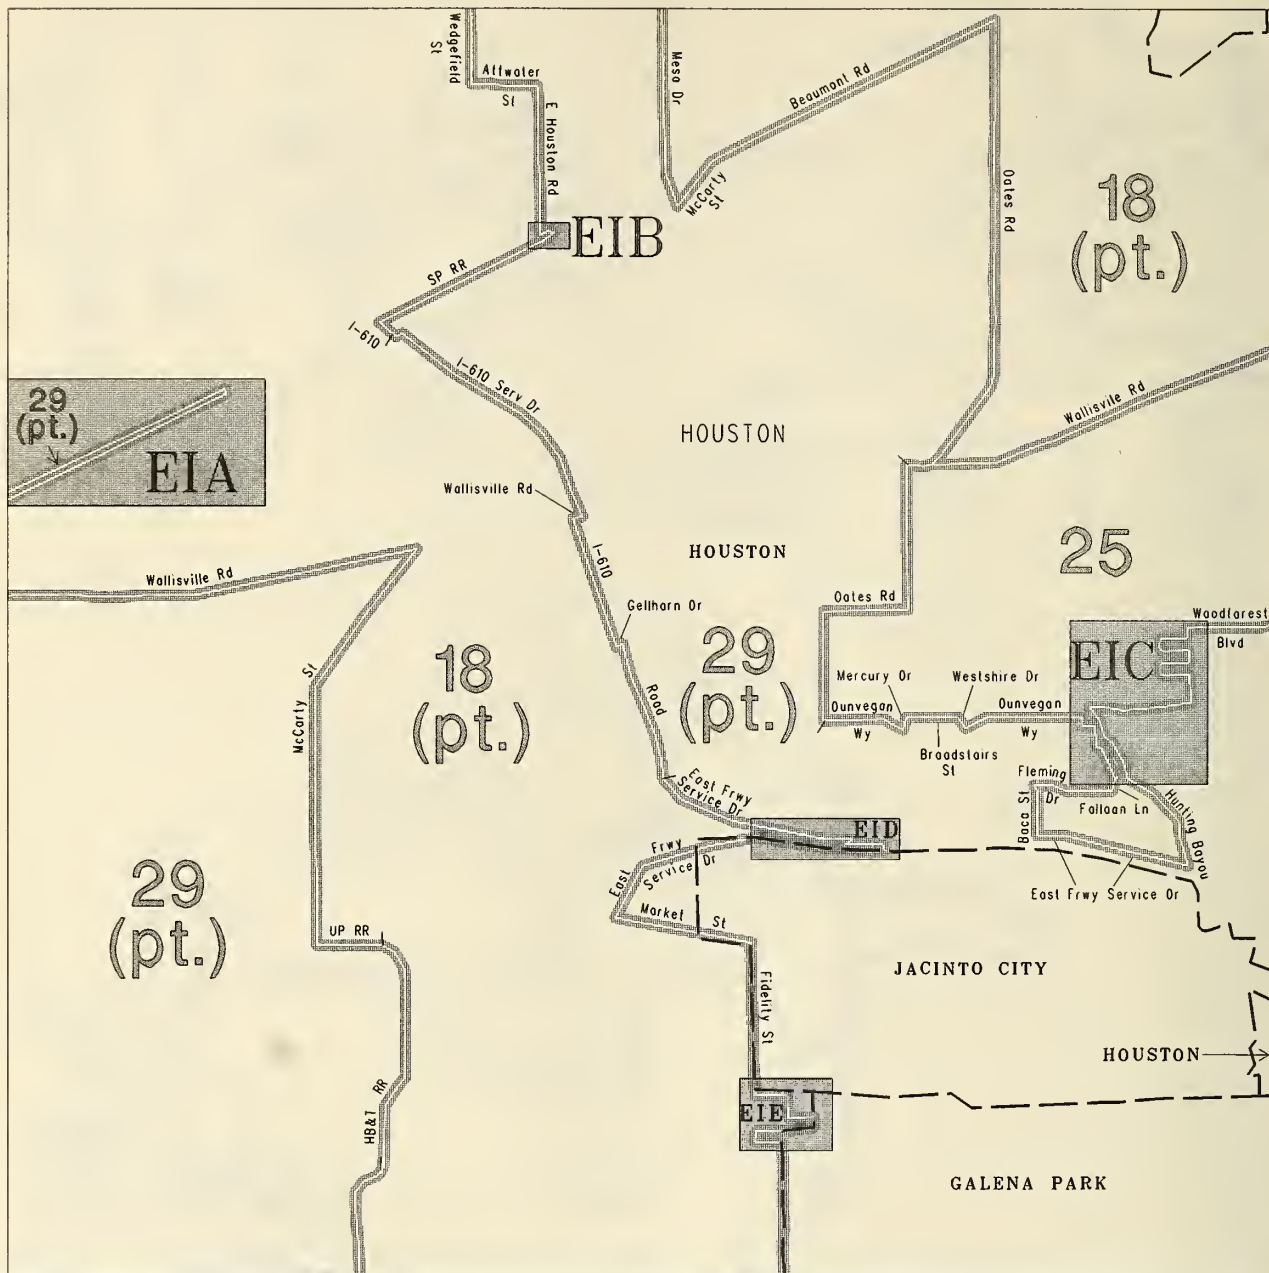 Wedgefield
St
Attwater
St
E Houston Rd
Mesa Dr
McCarty
St
Beaumont Rd
Oates Rd
18
(pt.)
EIB
SP RR
I-610
I-610 Serv Dr
29
(pt.)
EIA
HOUSTON
Wallisvile Rd
Wallisville Rd
I-610
HOUSTON
25
Wallisville Rd
Gellhorn Dr
Oates Rd
Woodforest
Blvd
EIC
McCarty St
18
(pt.)
Road
29
(pt.)
Mercury Dr
Westshire Dr
Dunvegan
Wy
Broadstairs
St
Dunvegan
Wy
East Frwy
Service Dr
Fleming
Dr
Baca St
Falloan Ln
Hunting Bayou
EID
East Frwy
Service Dr
East Frwy Service Dr
Market St
29
(pt.)
UP RR
JACINTO CITY
Fidelity St
HOUSTON
HB&T RR
EIE
GALENA PARK